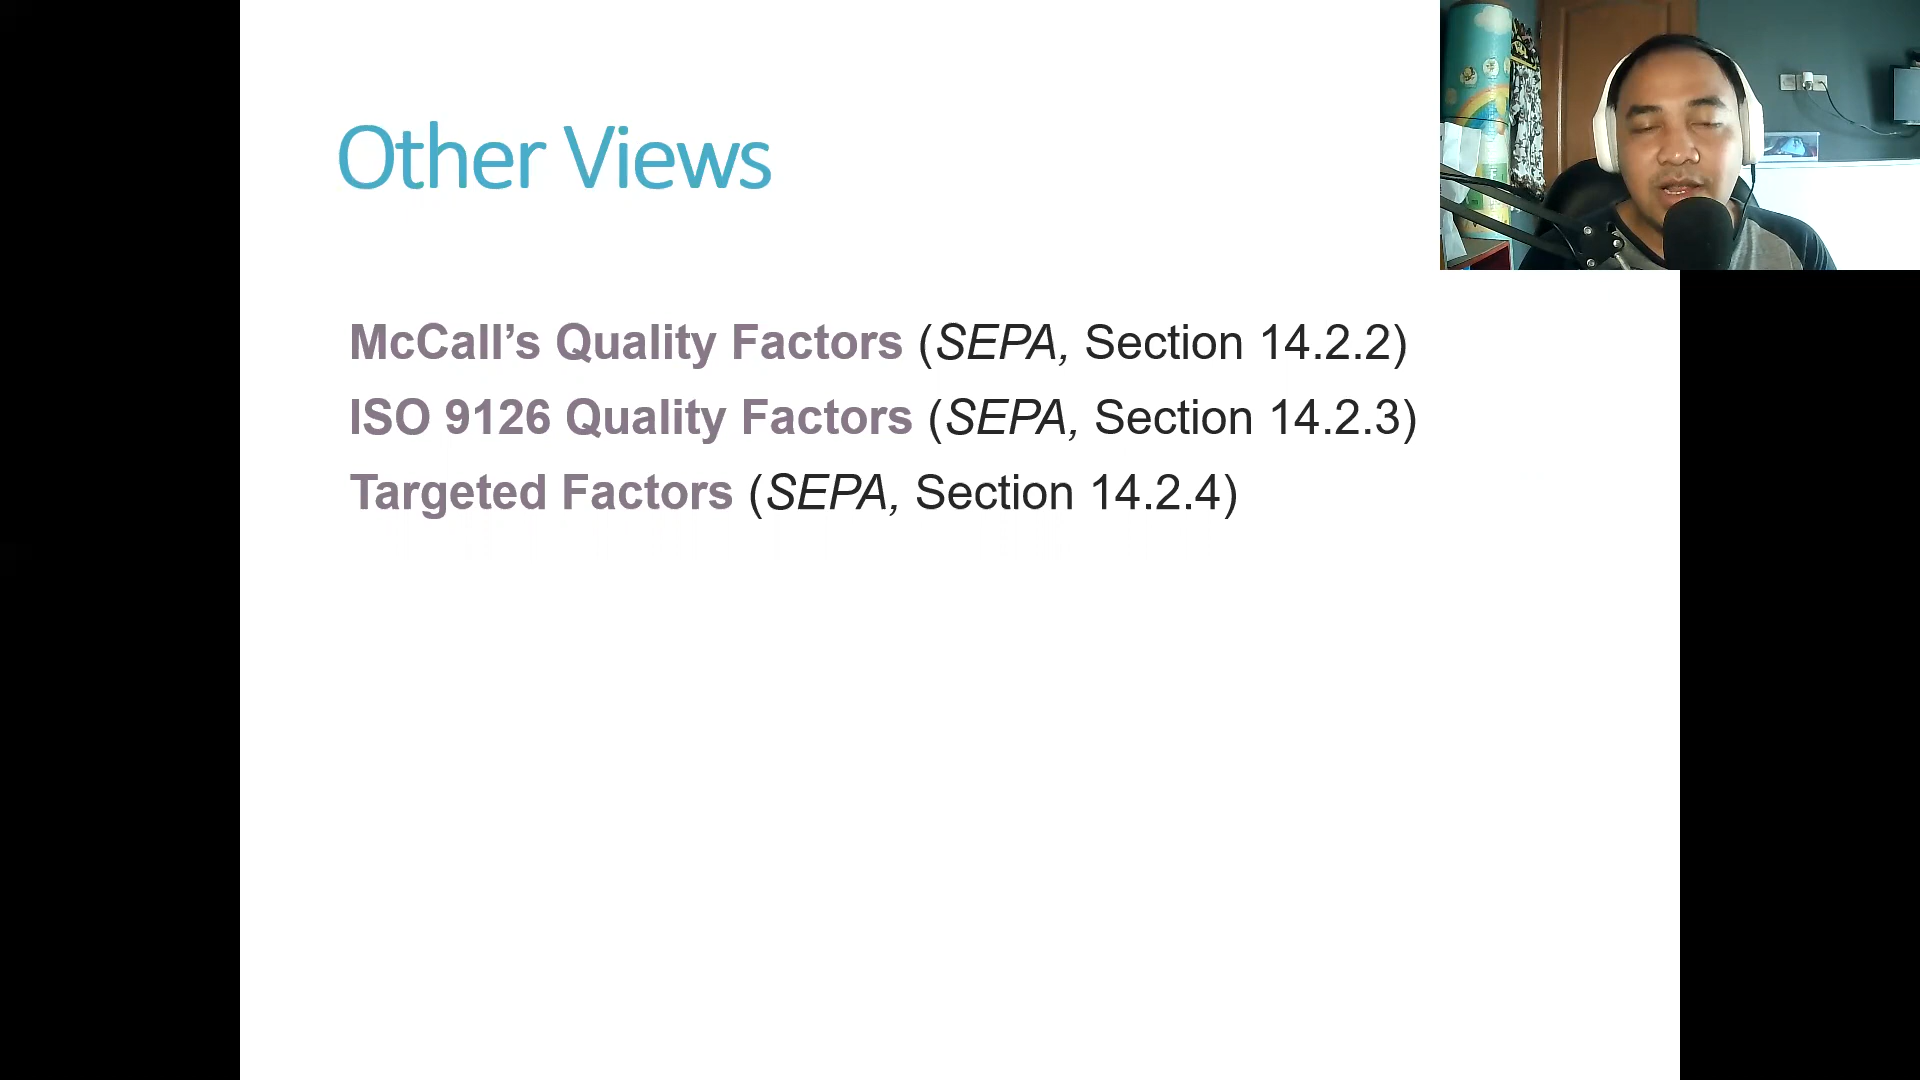 Other Views
McCall’s Quality Factors (SEPA, Section 14.2.2)
ISO 9126 Quality Factors (SEPA, Section 14.2.3)
Targeted Factors (SEPA, Section 14.2.4)